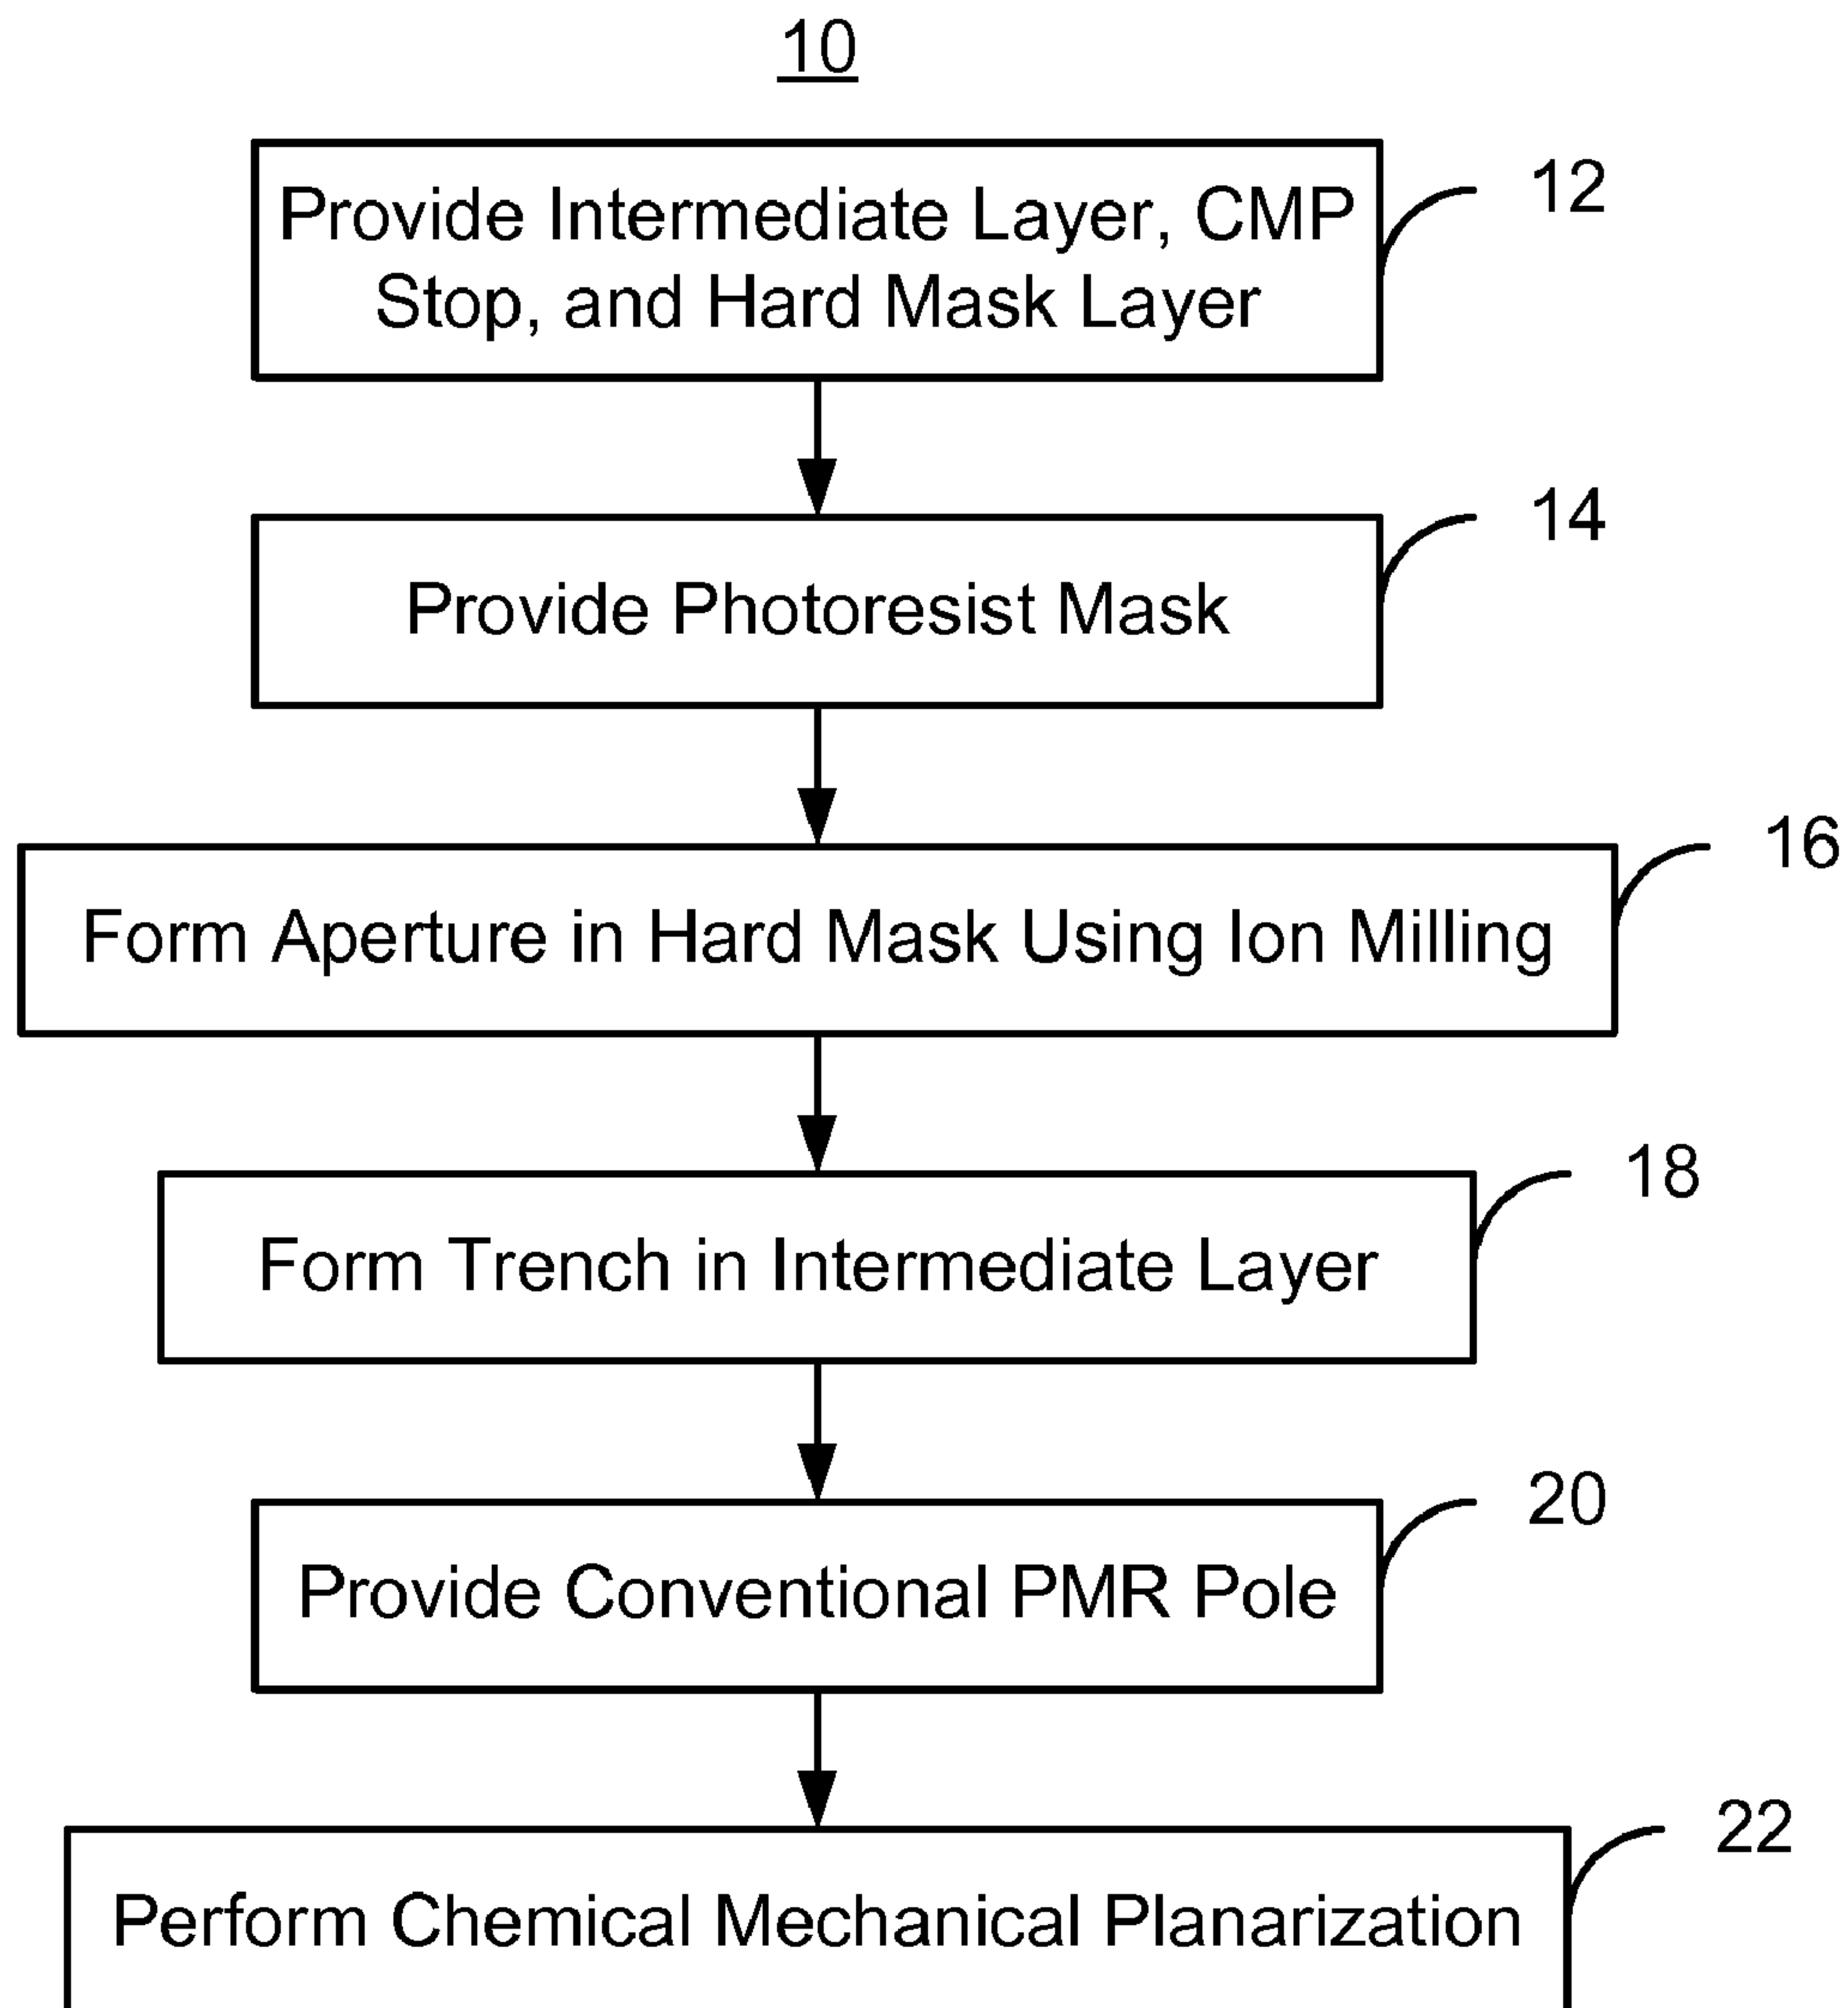 10
Provide Intermediate Layer, CMP
Stop, and Hard Mask Layer
12
Provide Photoresist Mask
14
Form Aperture in Hard Mask Using Ion Milling
16
Form Trench in Intermediate Layer
18
Provide Conventional PMR Pole
20
Perform Chemical Mechanical Planarization
22